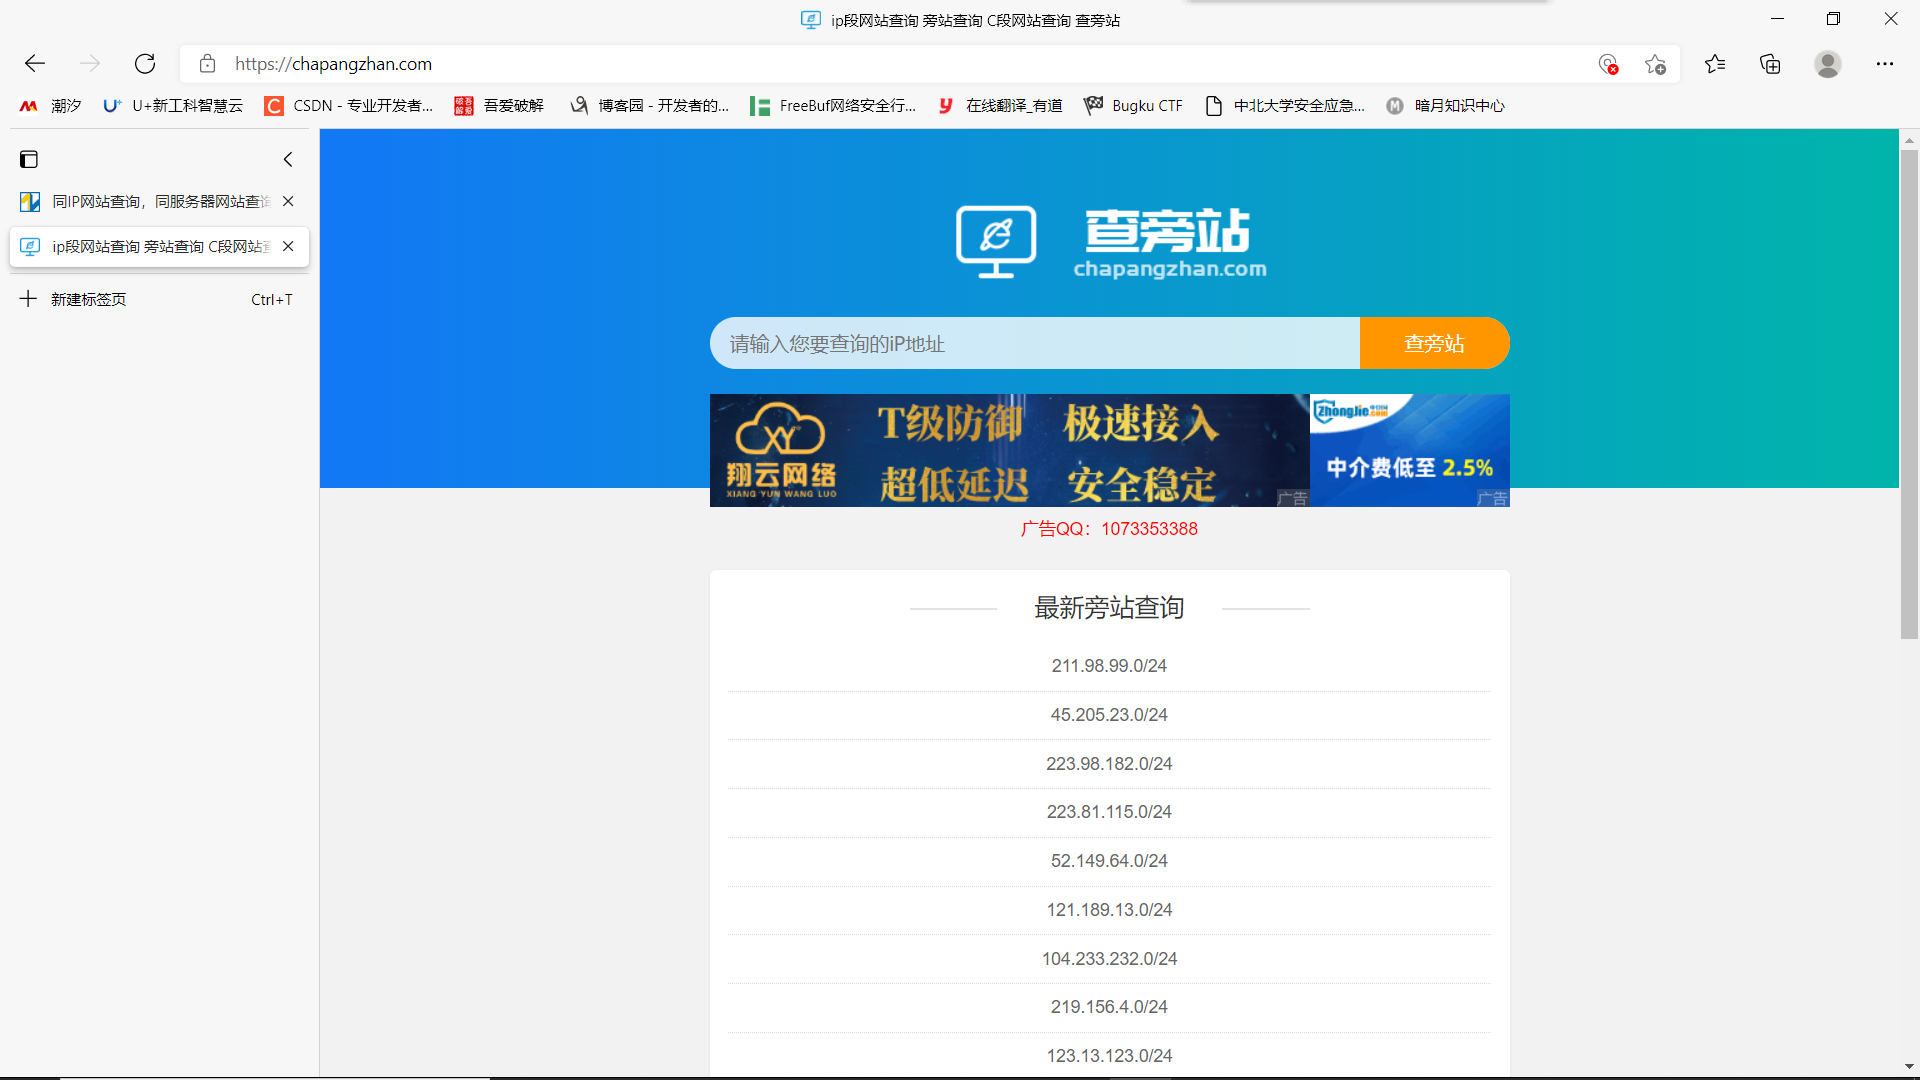 ip段网站查询 旁站查询 C段网站查询 查旁站
https://chapangzhan.com
潮汐 U+新工科智慧云 CSDN - 专业开发者... 吾爱破解 博客园 - 开发者的... FreeBuf网络安全行... 在线翻译_有道 Bugku CTF 中北大学安全应急... 暗月知识中心
同IP网站查询，同服务器网站查询
ip段网站查询 旁站查询 C段网站查
新建标签页 Ctrl+T
查旁站
chapangzhan.com
请输入您要查询的iP地址 查旁站
XY
翔云网络
XIANG YUN WANG LUO
T级防御 极速接入
超低延迟 安全稳定
广告
ZhongJie.com
中介费低至 2.5%
广告
广告QQ：1073353388
最新旁站查询
211.98.99.0/24
45.205.23.0/24
223.98.182.0/24
223.81.115.0/24
52.149.64.0/24
121.189.13.0/24
104.233.232.0/24
219.156.4.0/24
123.13.123.0/24